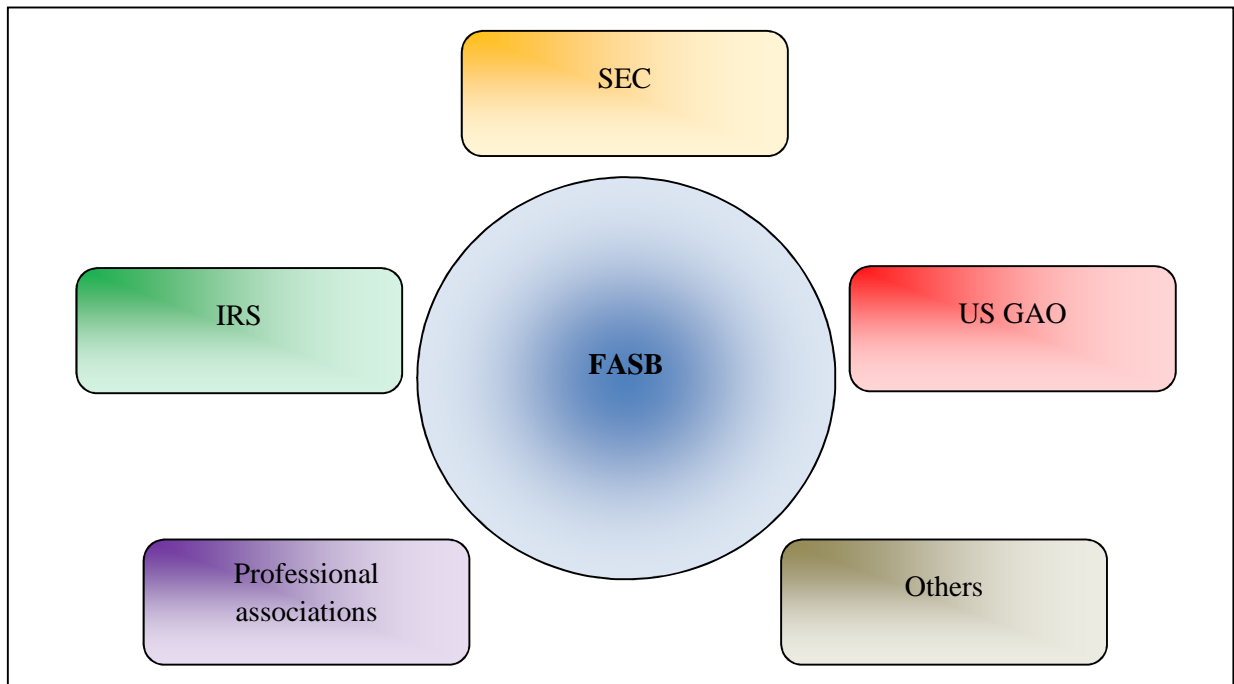 SEC
IRS
US GAO
FASB
Professional
associations
Others